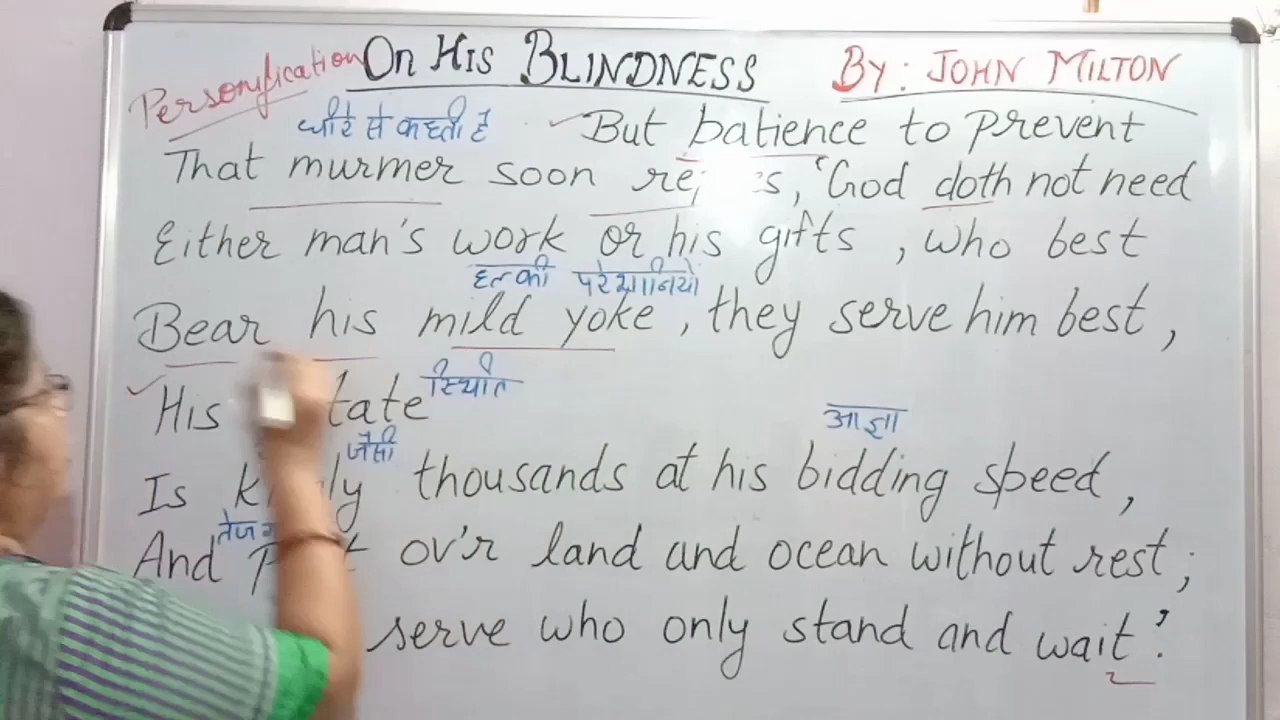 Personification On His BLINDNESS By: JOHN MILTON
धीरे से कहती है But patience to prevent
That murmer soon s, 'God doth not need
Either man's work or his gifts, who best
हल्की परेशानियों
Bear his mild yoke, they serve him best,
His tate स्थिति
आज्ञा
जैसी
Is thousands at his bidding speed,
तेज
And ov'r land and ocean without rest;
serve who only stand and wait?